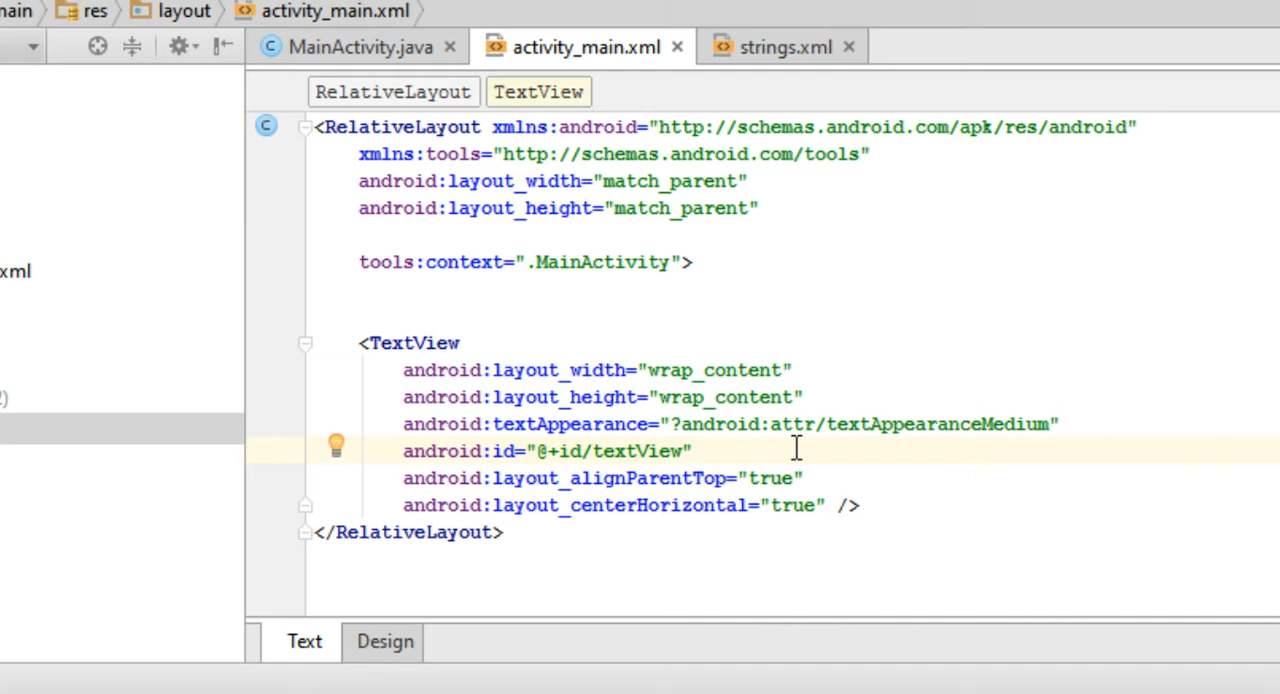 main res layout activity_main.xml
MainActivity.java activity_main.xml strings.xml
RelativeLayout TextView
<RelativeLayout xmlns:android="http://schemas.android.com/apk/res/android"
xmlns:tools="http://schemas.android.com/tools"
android:layout_width="match_parent"
android:layout_height="match_parent"
tools:context=".MainActivity">
xml
<TextView
android:layout_width="wrap_content"
android:layout_height="wrap_content"
2)
android:textAppearance="?android:attr/textAppearanceMedium"
android:id="@+id/textView"
android:layout_alignParentTop="true"
android:layout_centerHorizontal="true" />
</RelativeLayout>
Text Design